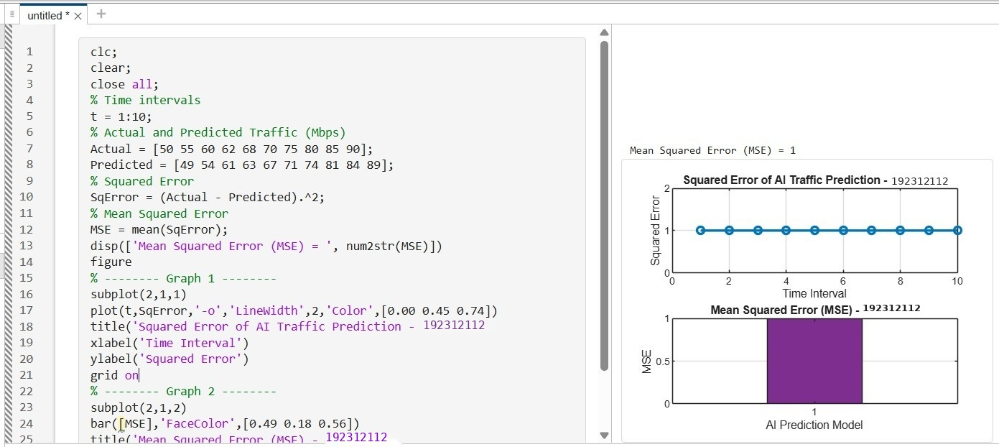 untitled *
1 clc;
2 clear;
3 close all;
4 % Time intervals
5 t = 1:10;
6 % Actual and Predicted Traffic (Mbps)
7 Actual = [50 55 60 62 68 70 75 80 85 90];
8 Predicted = [49 54 61 63 67 71 74 81 84 89];
9 % Squared Error
10 SqError = (Actual - Predicted).^2;
11 % Mean Squared Error
12 MSE = mean(SqError);
13 disp(['Mean Squared Error (MSE) = ', num2str(MSE)])
14 figure
15 % -------- Graph 1 --------
16 subplot(2,1,1)
17 plot(t,SqError,'-o','LineWidth',2,'Color',[0.00 0.45 0.74])
18 title('Squared Error of AI Traffic Prediction - 192312112
19 xlabel('Time Interval')
20 ylabel('Squared Error')
21 grid on
22 % -------- Graph 2 --------
23 subplot(2,1,2)
24 bar([MSE],'FaceColor',[0.49 0.18 0.56])
25 title('Mean Squared Error (MSE) - 192312112
Mean Squared Error (MSE) = 1
Squared Error of AI Traffic Prediction - 192312112
Squared Error
2
1
0
0 2 4 6 8 10
Time Interval
Mean Squared Error (MSE) - 192312112
MSE
1
0.5
0
1
AI Prediction Model